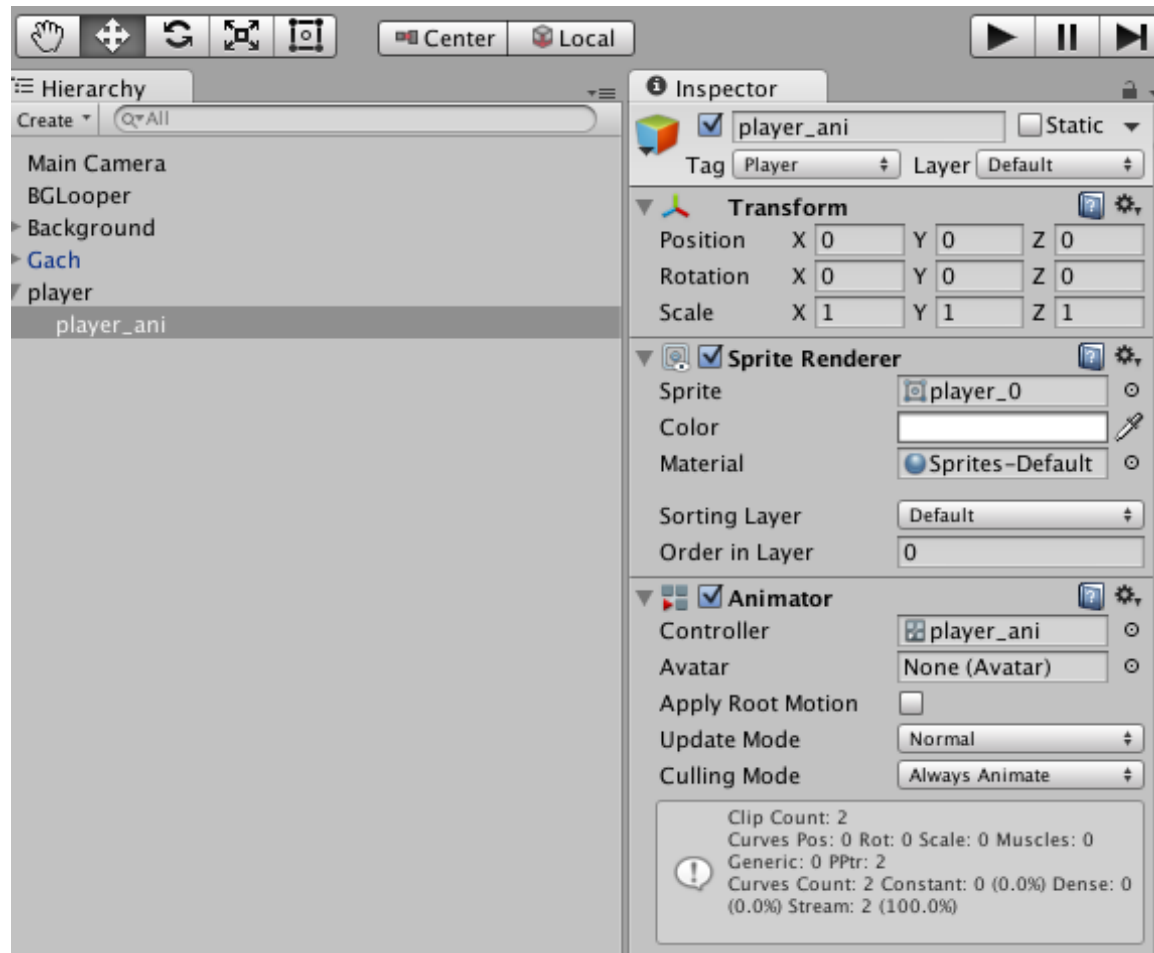 Center Local
Hierarchy
Create All
Main Camera
BGLooper
Background
Gach
player
player_ani
Inspector
player_ani Static
Tag Player Layer Default
Transform
Position X 0 Y 0 Z 0
Rotation X 0 Y 0 Z 0
Scale X 1 Y 1 Z 1
Sprite Renderer
Sprite player_0
Color
Material Sprites-Default
Sorting Layer Default
Order in Layer 0
Animator
Controller player_ani
Avatar None (Avatar)
Apply Root Motion
Update Mode Normal
Culling Mode Always Animate
Clip Count: 2
Curves Pos: 0 Rot: 0 Scale: 0 Muscles: 0
Generic: 0 PPtr: 2
Curves Count: 2 Constant: 0 (0.0%) Dense: 0
(0.0%) Stream: 2 (100.0%)